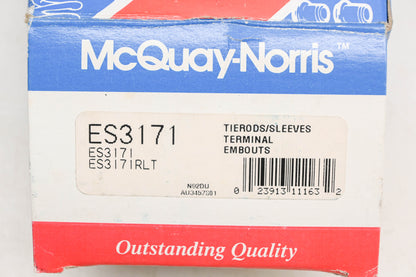 McQuay-Norris™
ES3171
ES3171
ES3171RLT
TIERODS/SLEEVES
TERMINAL
EMBOUTS
N92DU
0 23913 11163 2
Outstanding Quality